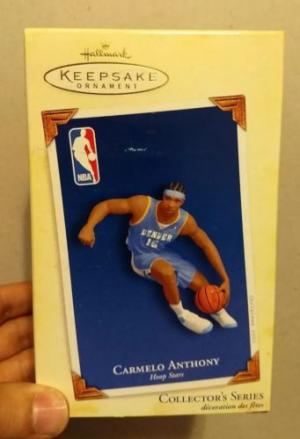 Hallmark
KEEPSAKE
ORNAMENT
NBA
DENVER
15
CARMELO ANTHONY
Hoop Stars
COLLECTOR'S SERIES
décoration des fêtes